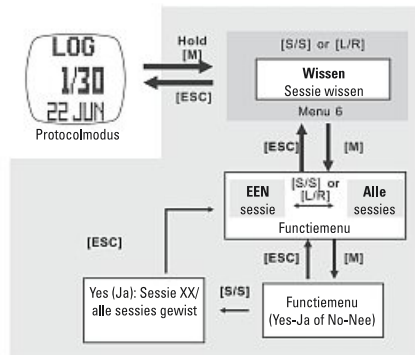 LOG
1/30
22 JUN
Protocolmodus
Hold
[M]
[ESC]
[S/S] or [L/R]
Wissen
Sessie wissen
Menu 6
[ESC]
[M]
EEN
sessie
[S/S] or
[L/R]
Alle
sessies
Functiemenu
[ESC]
[ESC]
[M]
Yes (Ja): Sessie XX/
alle sessies gewist
[S/S]
Functiemenu
(Yes-Ja of No-Nee)